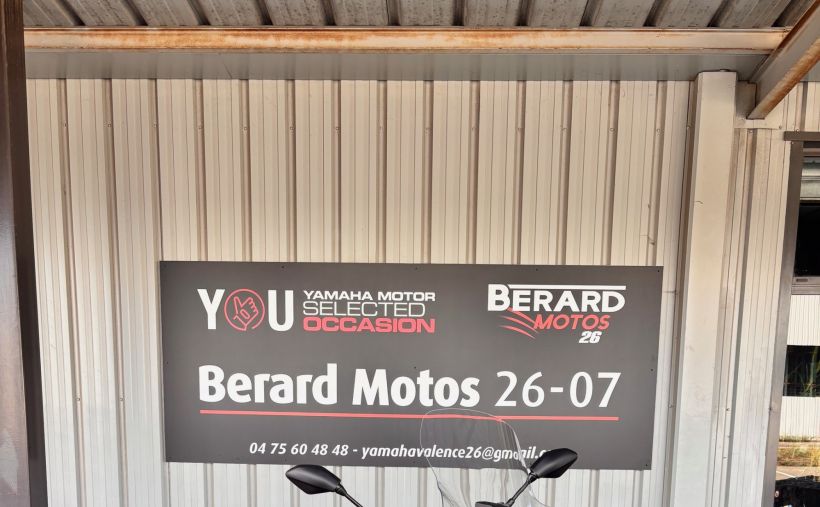 YOU YAMAHA MOTOR
SELECTED
OCCASION
BERARD
MOTOS
26
Berard Motos 26-07
04 75 60 48 48 - yamahavalence26@gmail.c